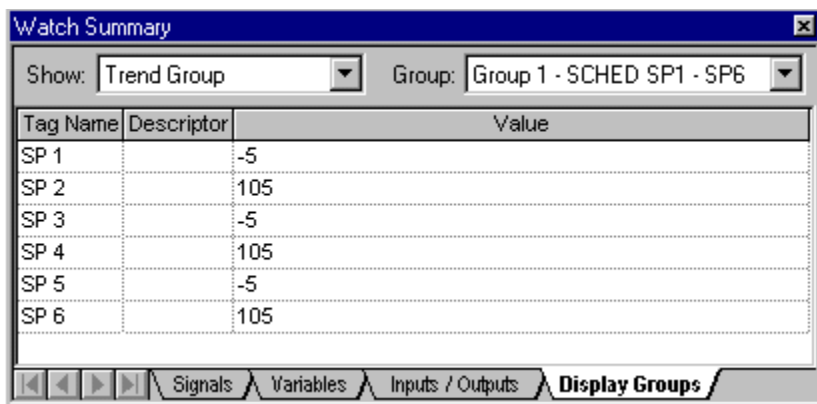 Watch Summary
Show: Trend Group Group: Group 1 - SCHED SP1 - SP6
Tag Name Descriptor Value
SP 1 -5
SP 2 105
SP 3 -5
SP 4 105
SP 5 -5
SP 6 105
Signals Variables Inputs / Outputs Display Groups